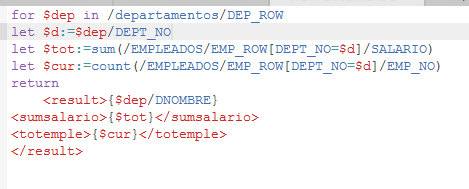 for $dep in /departamentos/DEP_ROW
let $d:=$dep/DEPT_NO
let $tot:=sum(/EMPLEADOS/EMP_ROW[DEPT_NO=$d]/SALARIO)
let $cur:=count(/EMPLEADOS/EMP_ROW[DEPT_NO=$d]/EMP_NO)
return
    <result>{$dep/DNOMBRE}
<sumsalario>{$tot}</sumsalario>
<totemple>{$cur}</totemple>
</result>